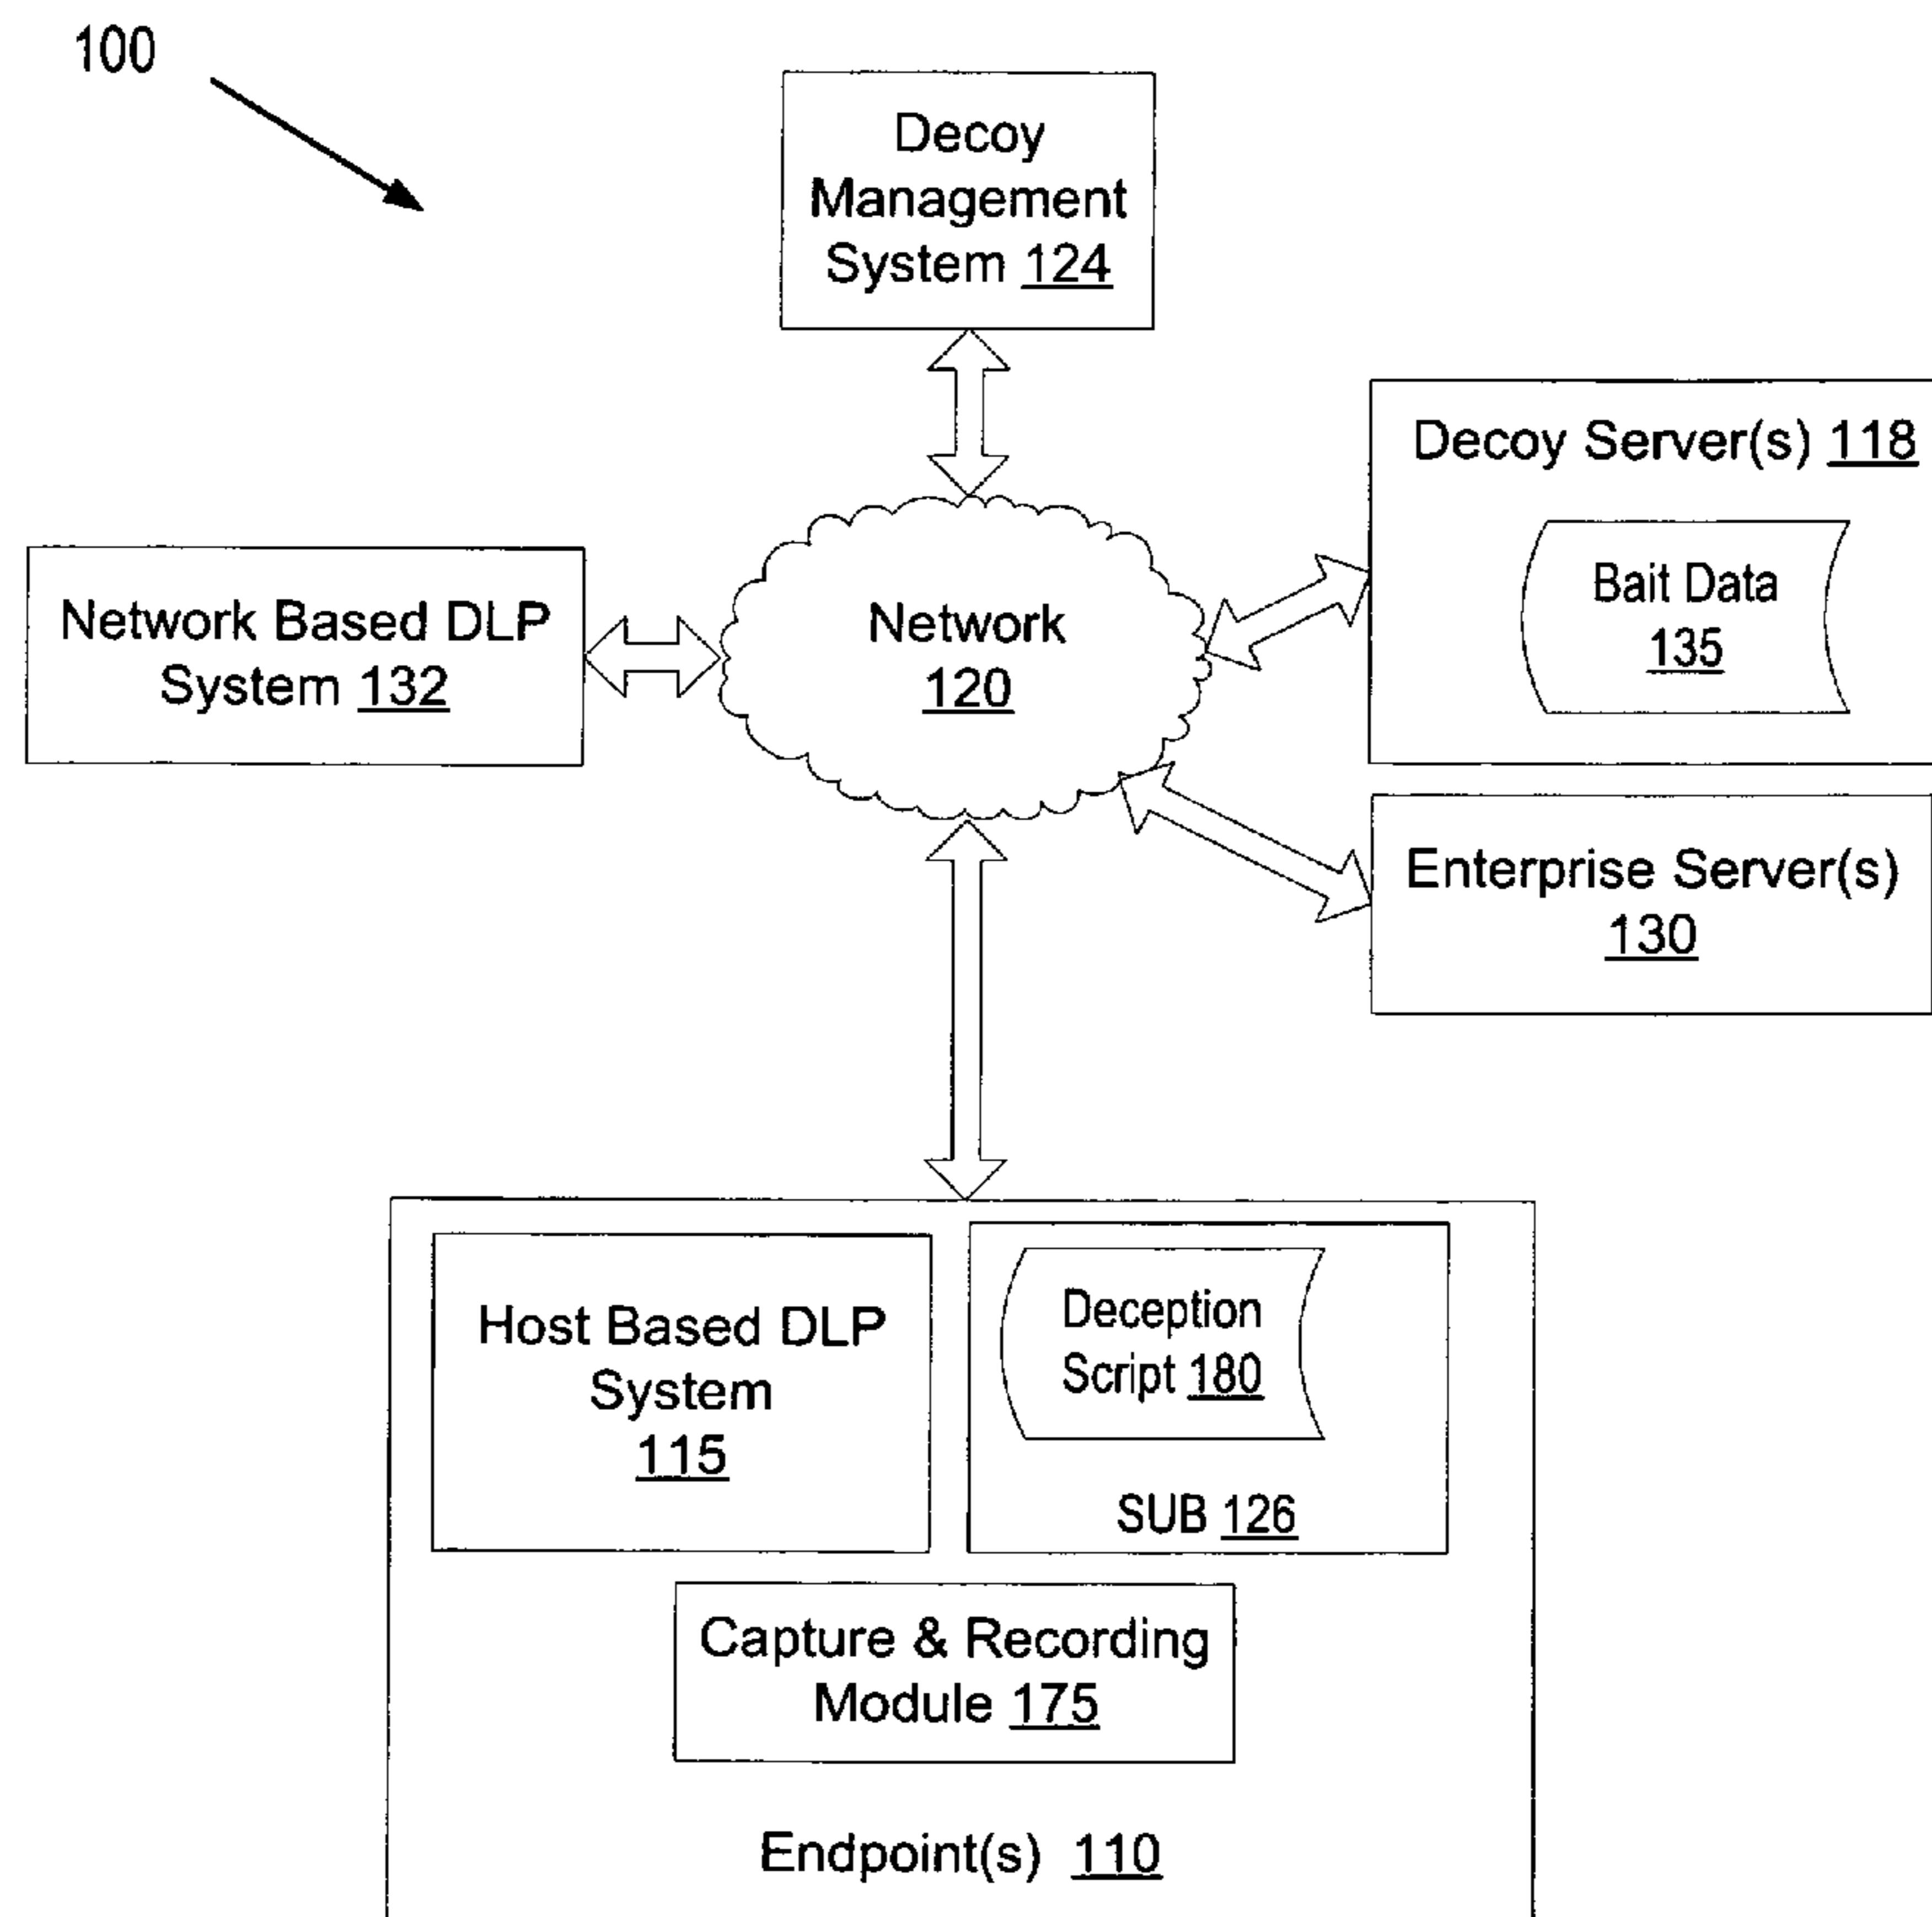 100
Decoy
Management
System 124
Decoy Server(s) 118
Bait Data
135
Network Based DLP
System 132
Network
120
Enterprise Server(s)
130
Host Based DLP
System
115
Deception
Script 180
SUB 126
Capture & Recording
Module 175
Endpoint(s) 110